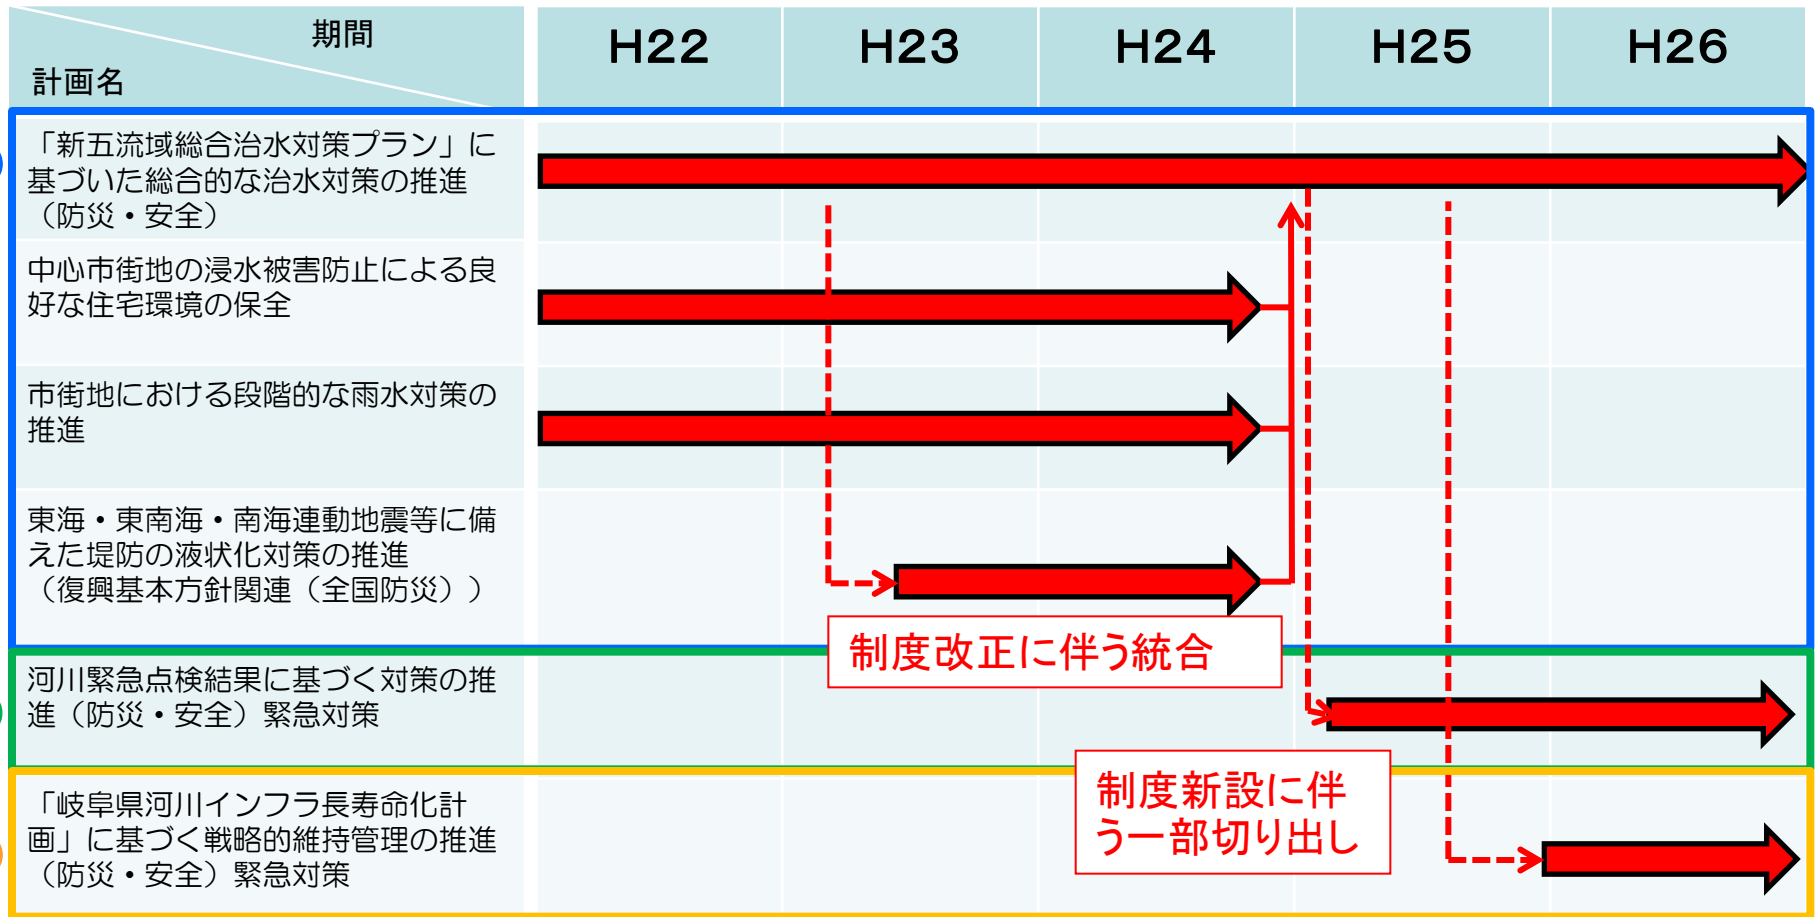 期間
計画名
H22
H23
H24
H25
H26
「新五流域総合治水対策プラン」に
基づいた総合的な治水対策の推進
（防災・安全）
中心市街地の浸水被害防止による良
好な住宅環境の保全
市街地における段階的な雨水対策の
推進
東海・東南海・南海連動地震等に備
えた堤防の液状化対策の推進
（復興基本方針関連（全国防災））
制度改正に伴う統合
河川緊急点検結果に基づく対策の推
進（防災・安全）緊急対策
制度新設に伴
う一部切り出し
「岐阜県河川インフラ長寿命化計
画」に基づく戦略的維持管理の推進
（防災・安全）緊急対策